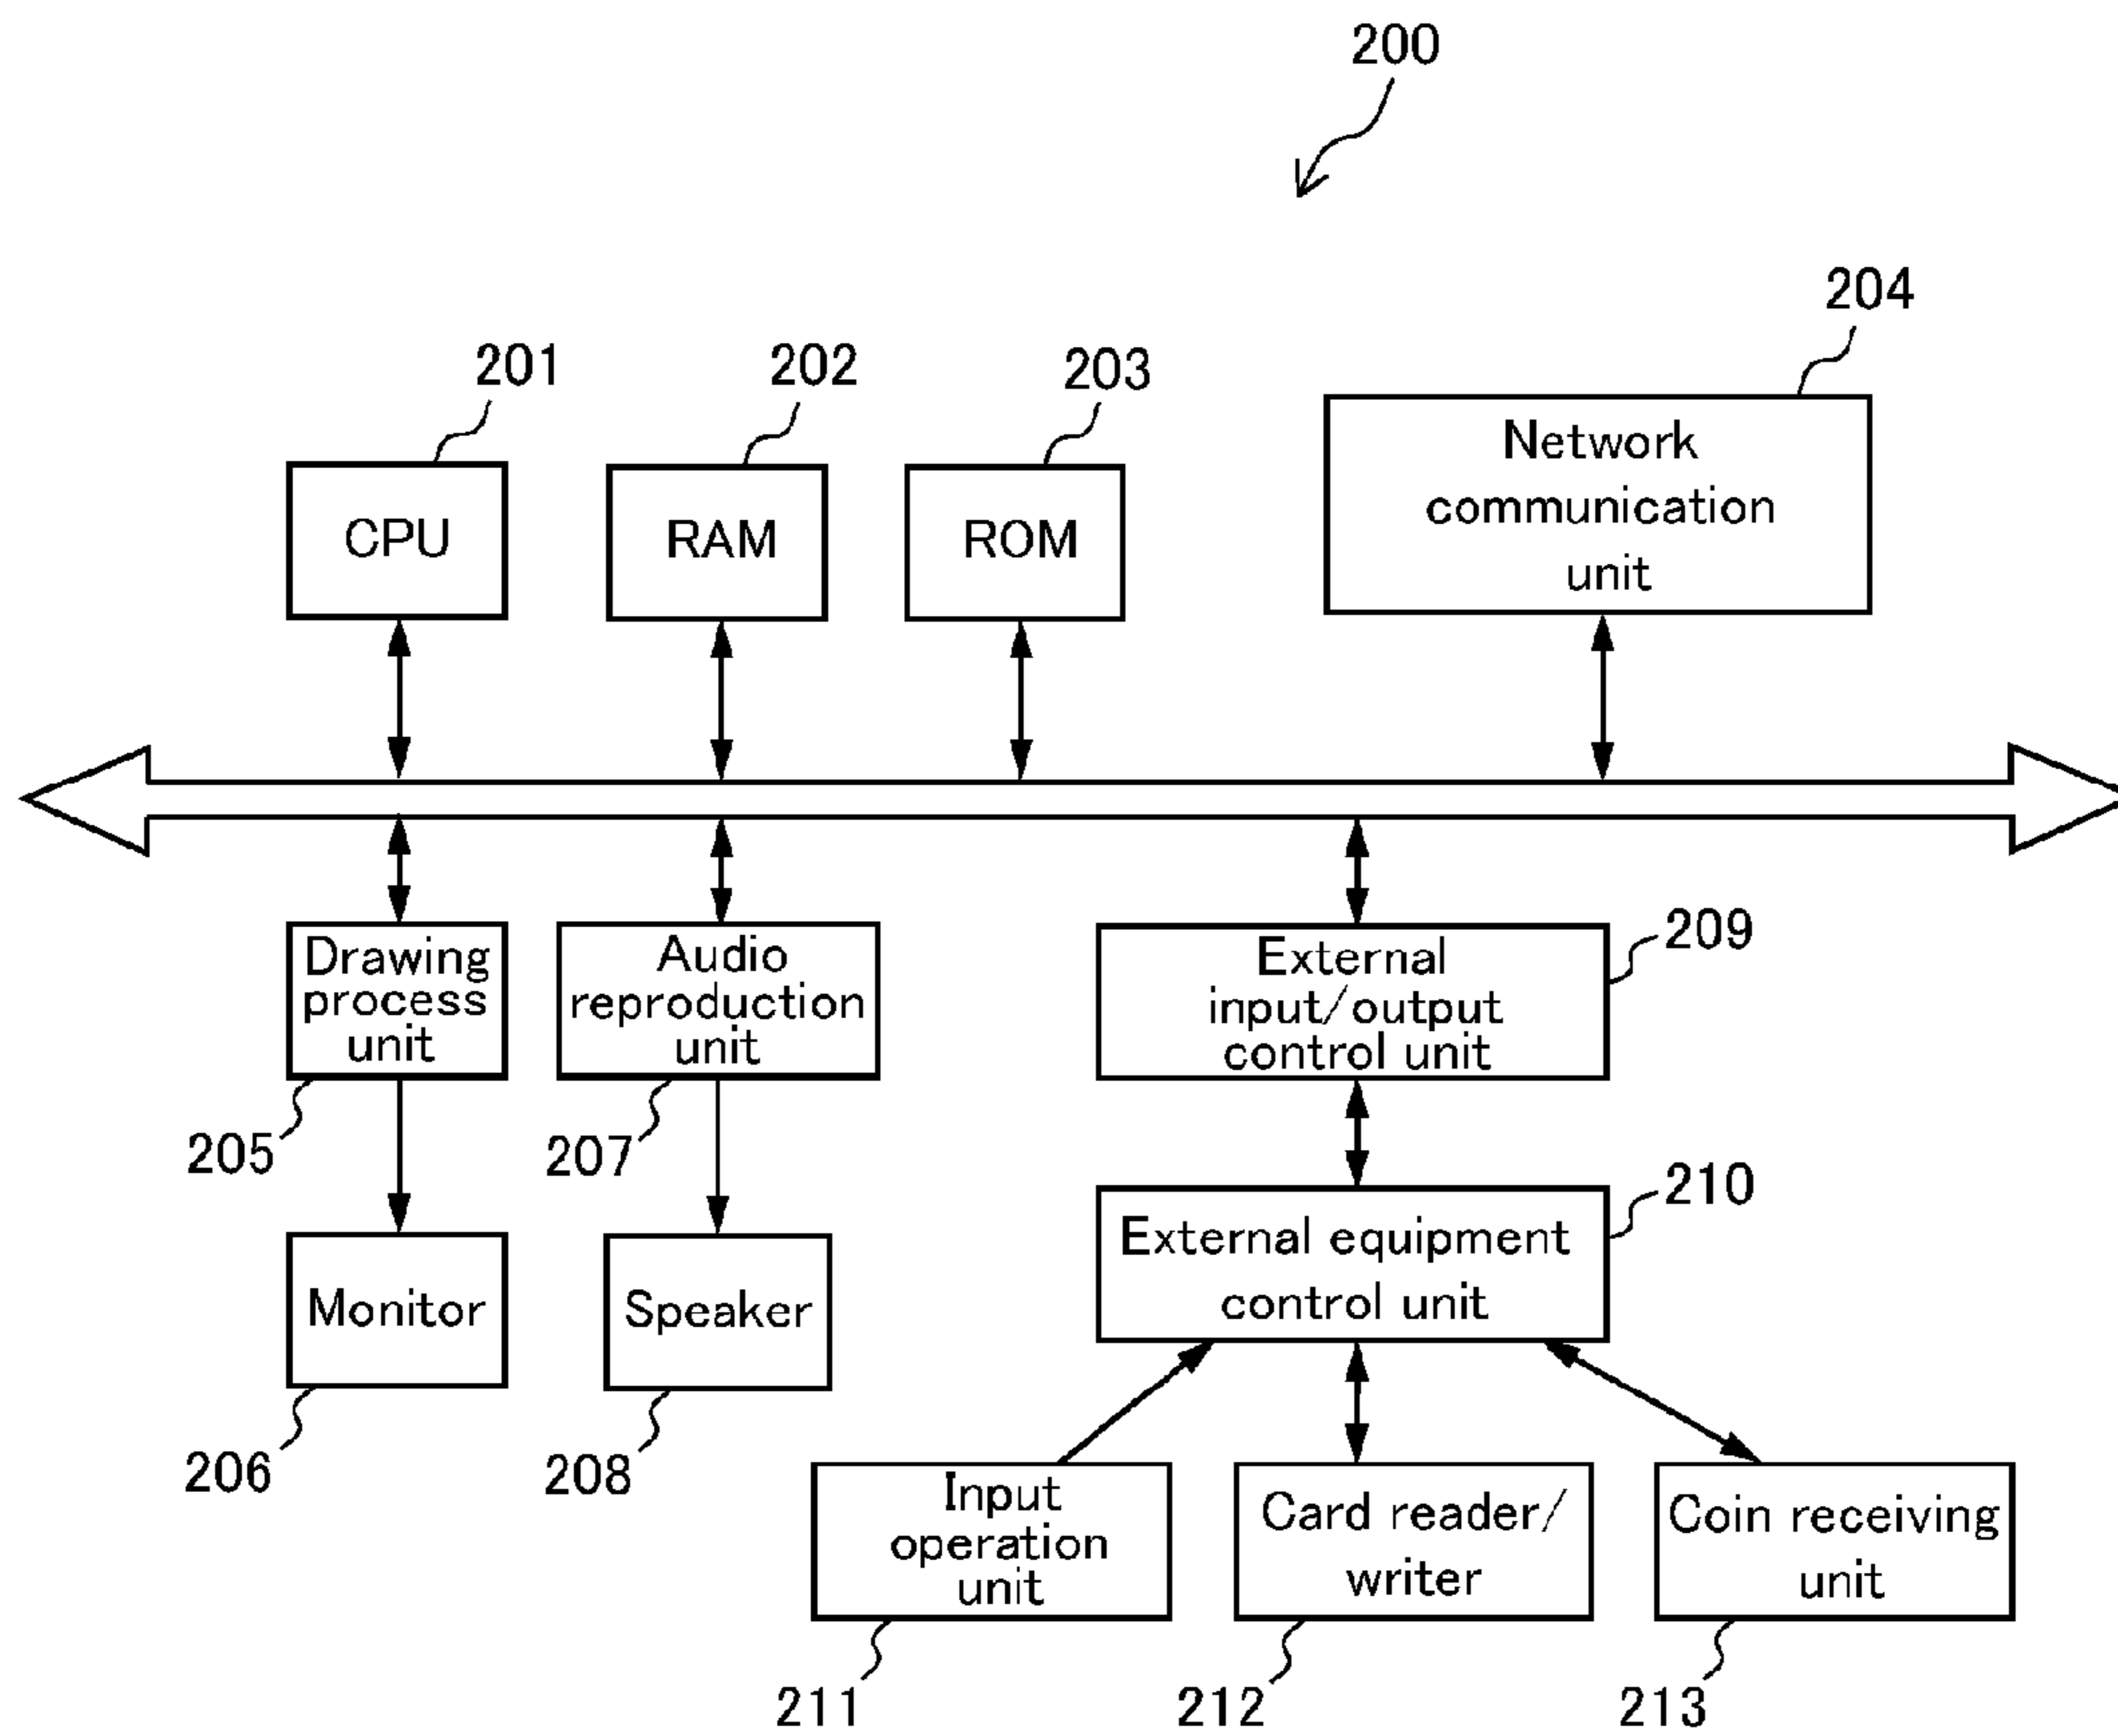 200
204
201
202
203
CPU
RAM
ROM
Network
communication
unit
Drawing
process
unit
205
Audio
reproduction
unit
207
External
input/output
control unit
209
Monitor
206
Speaker
208
External equipment
control unit
210
Input
operation
unit
211
Card reader/
writer
212
Coin receiving
unit
213